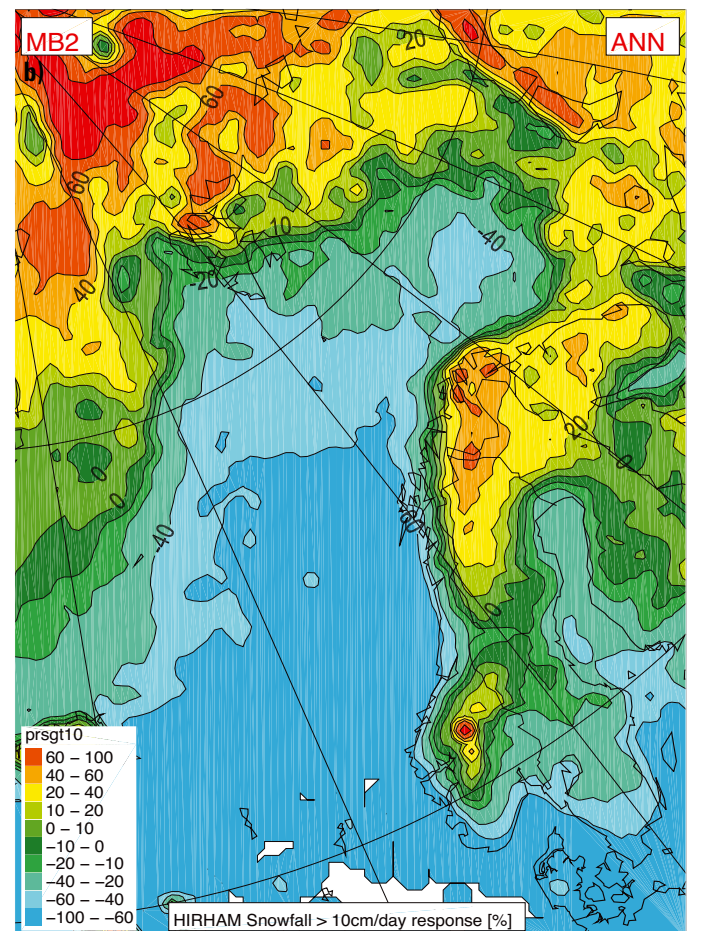 MB2
ANN
b)
-20
60
60
10
-40
-20
40
20
0
0
0
-40
-60
0
prsgt10
60 – 100
40 – 60
20 – 40
10 – 20
0 – 10
–10 – 0
–20 – –10
–40 – –20
–60 – –40
–100 – –60
HIRHAM Snowfall > 10cm/day response [%]